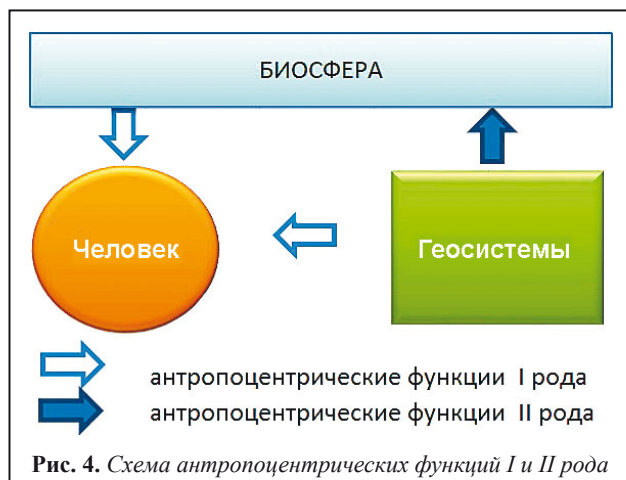 БИОСФЕРА
Человек
Геосистемы
антропоцентрические функции I рода
антропоцентрические функции II рода
Рис. 4. Схема антропоцентрических функций I и II рода